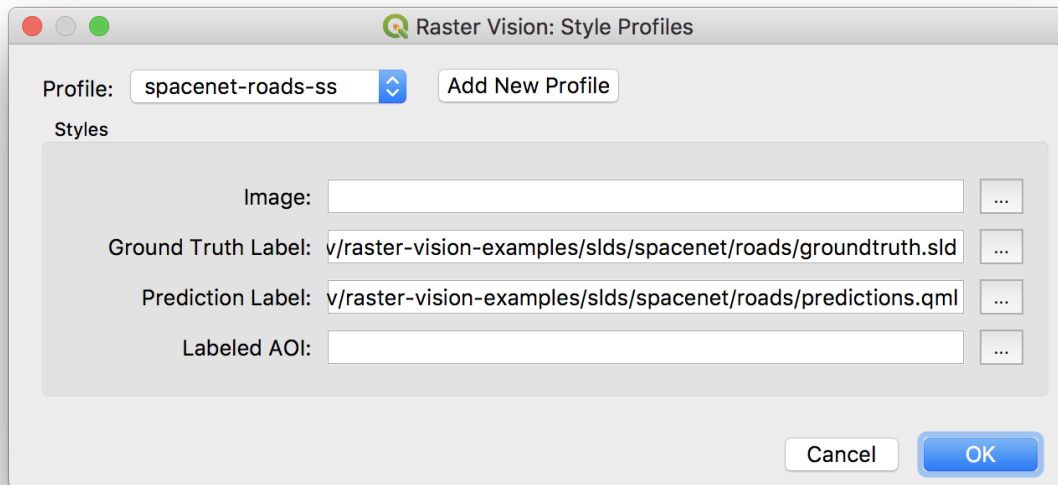 Raster Vision: Style Profiles
Profile: spacenet-roads-ss Add New Profile
Styles
Image: ...
Ground Truth Label: v/raster-vision-examples/slds/spacenet/roads/groundtruth.sld ...
Prediction Label: v/raster-vision-examples/slds/spacenet/roads/predictions.qml ...
Labeled AOI: ...
Cancel OK